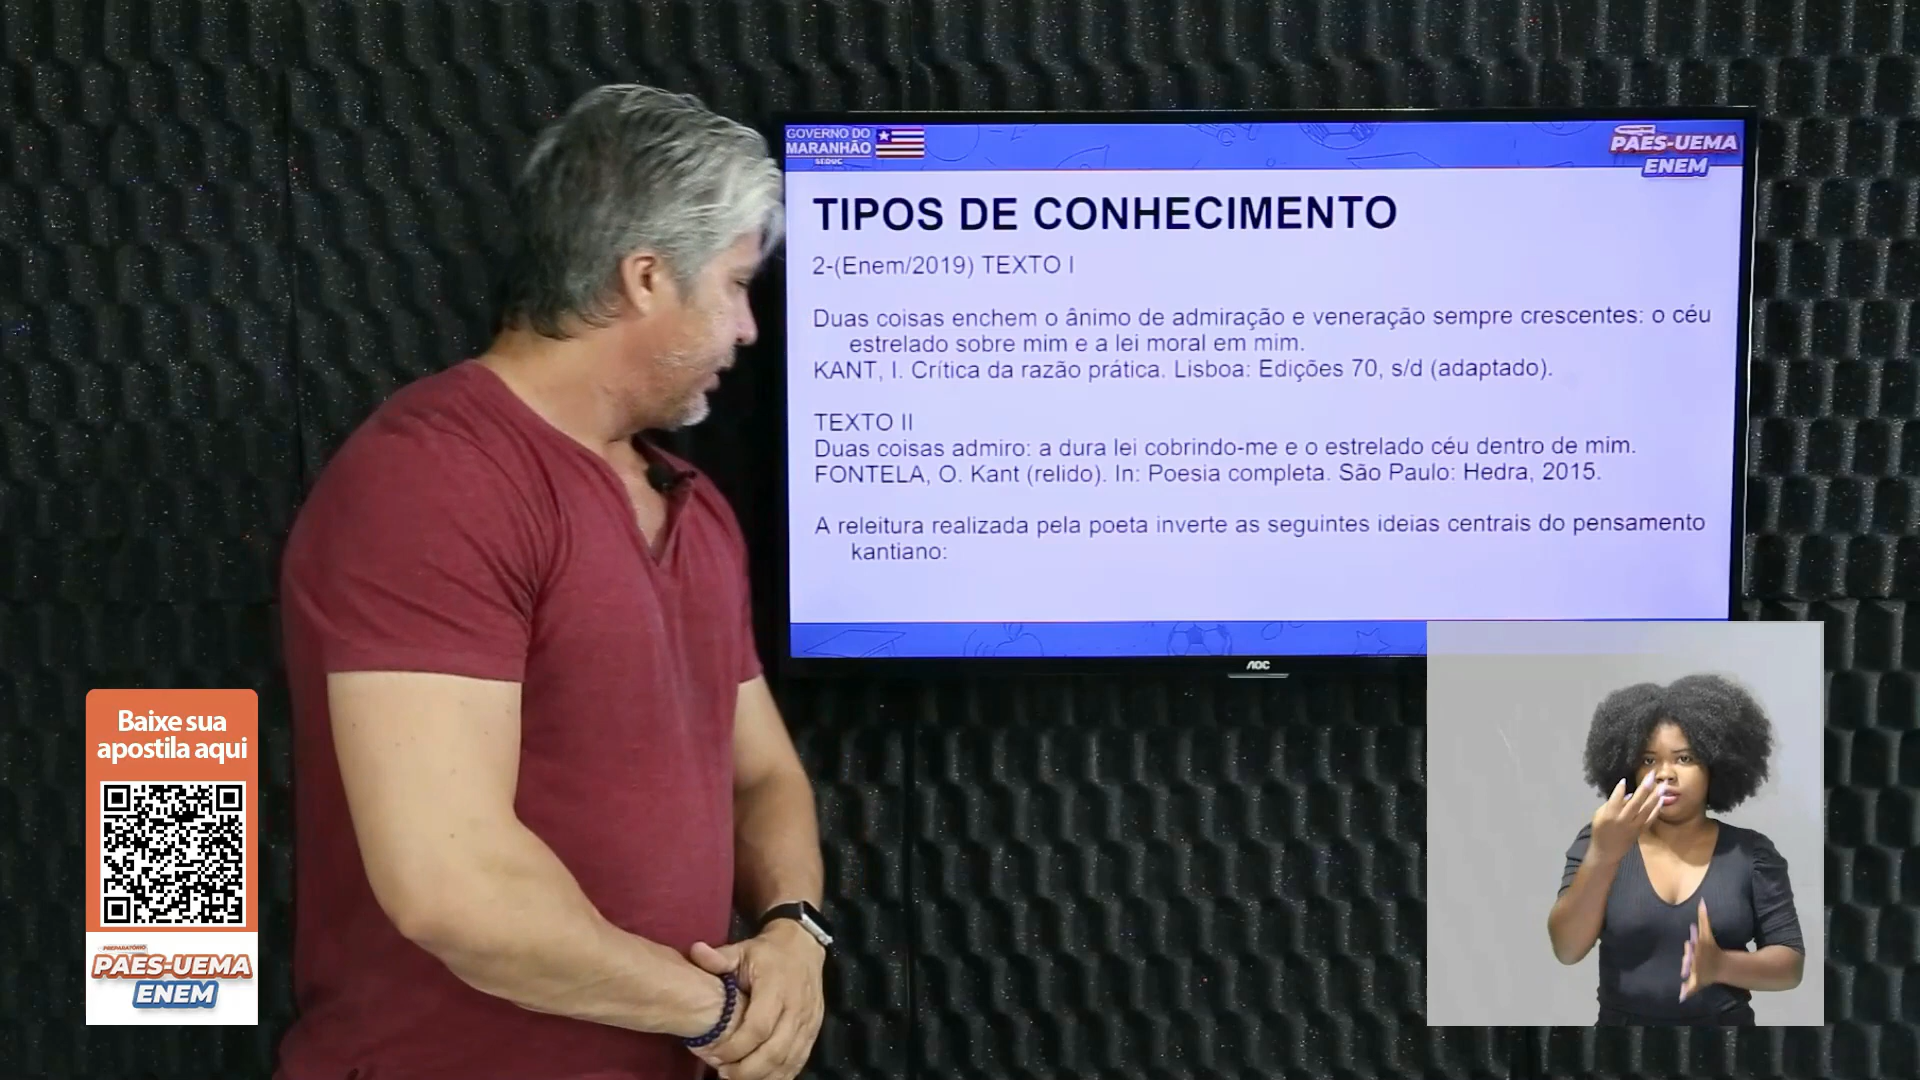 GOVERNO DO
MARANHÃO
SEDUC
PAES-UEMA
ENEM
TIPOS DE CONHECIMENTO
2-(Enem/2019) TEXTO I
Duas coisas enchem o ânimo de admiração e veneração sempre crescentes: o céu
estrelado sobre mim e a lei moral em mim.
KANT, I. Crítica da razão prática. Lisboa: Edições 70, s/d (adaptado).
TEXTO II
Duas coisas admiro: a dura lei cobrindo-me e o estrelado céu dentro de mim.
FONTELA, O. Kant (relido). In: Poesia completa. São Paulo: Hedra, 2015.
A releitura realizada pela poeta inverte as seguintes ideias centrais do pensamento
kantiano:
AOC
Baixe sua
apostila aqui
PREPARATÓRIO
PAES-UEMA
ENEM